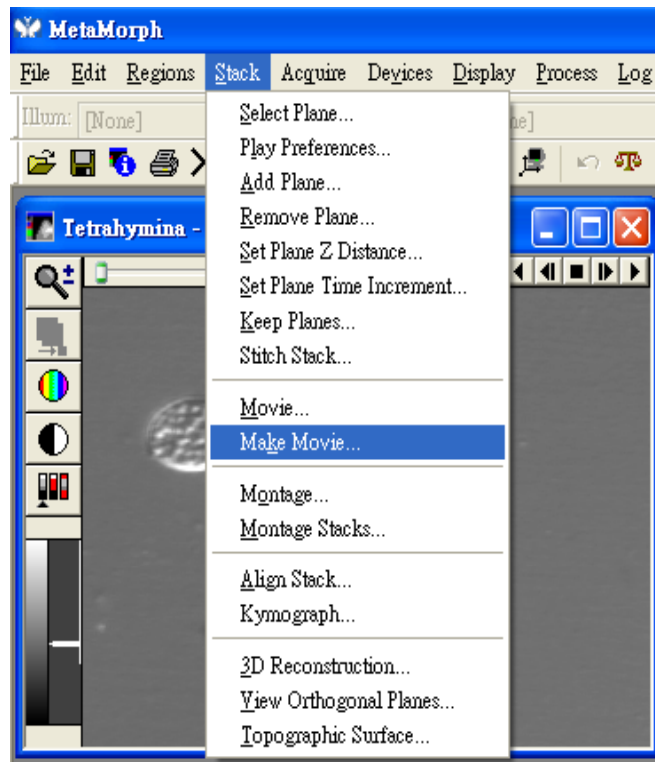 MetaMorph
File Edit Regions Stack Acquire Devices Display Process Log
Illum: [None]
Tetrahymina -
Select Plane...
Play Preferences...
Add Plane...
Remove Plane...
Set Plane Z Distance...
Set Plane Time Increment...
Keep Planes...
Stitch Stack...
Movie...
Make Movie...
Montage...
Montage Stacks...
Align Stack...
Kymograph...
3D Reconstruction...
View Orthogonal Planes...
Topographic Surface...